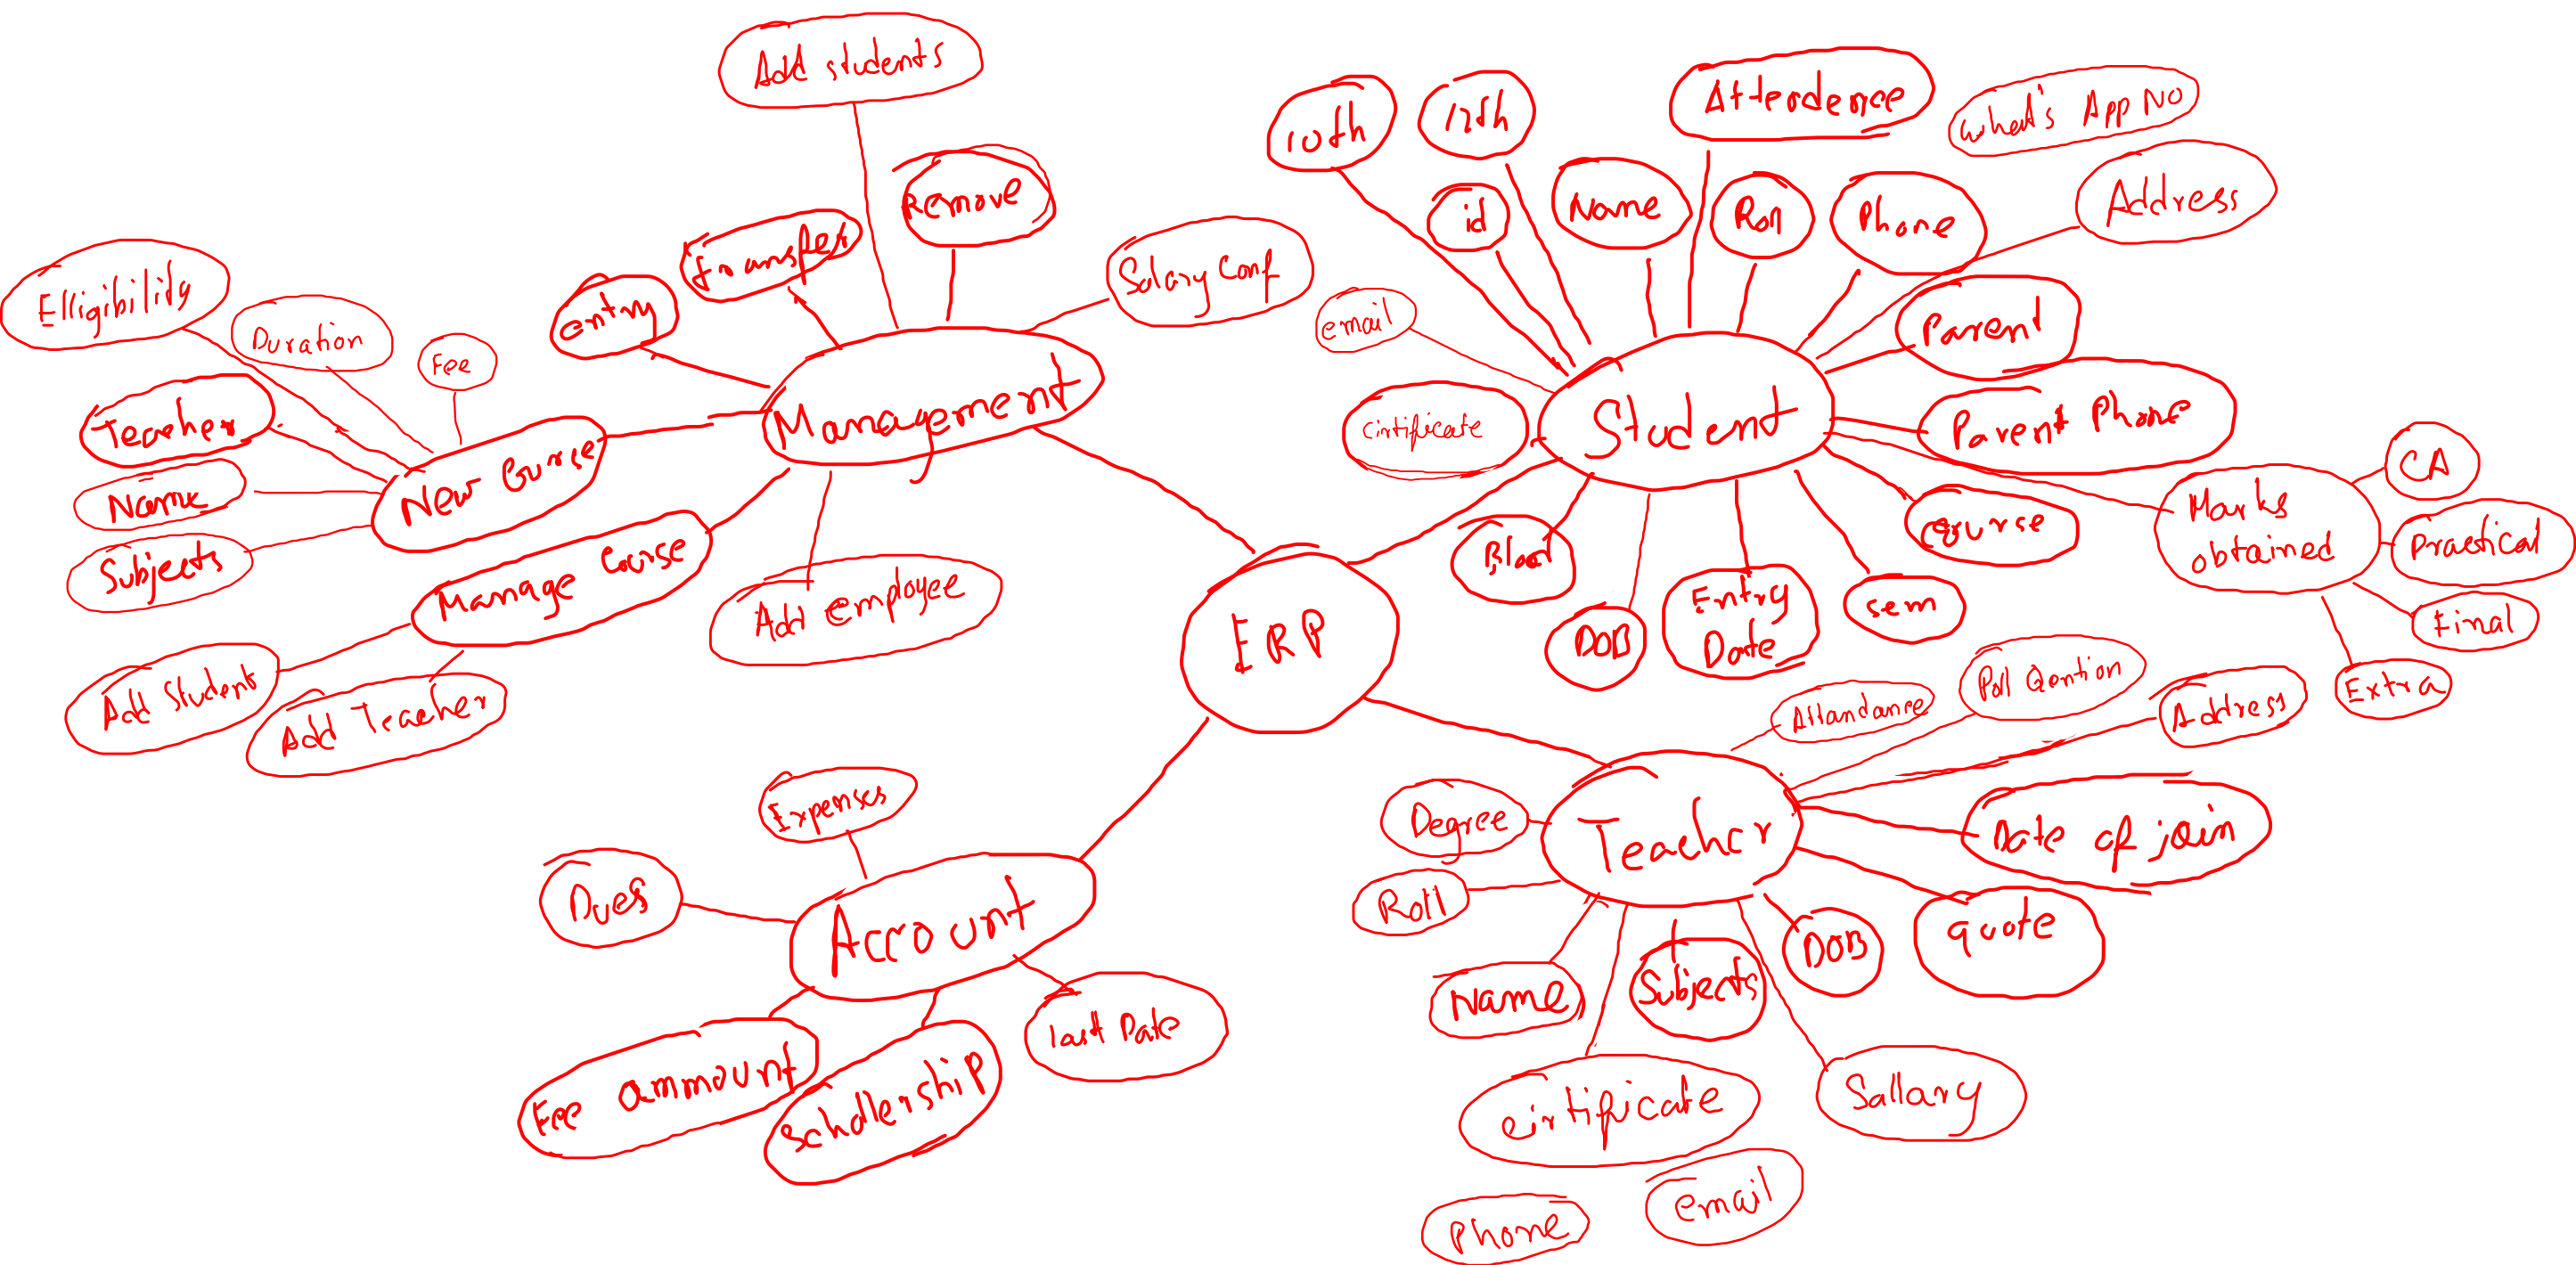 Add students
Remove
transfer
entry
Salary Conf
Management
Elligibility
Duration
Fee
Teacher
Name
Subjects
New Course
Manage Course
Add Student
Add Teacher
Add employee
10th
12th
Attendence
What's App No
id
Name
Roll
Phone
Address
email
Parent
Cirtificate
Student
Parent Phone
Blood
DOB
Entry
Date
sem
course
Marks
obtained
CA
Practical
Final
Extra
ERP
Attandance
Address
Degree
Teacher
Date of join
Roll
quote
Name
Subjects
DOB
cirtificate
Sallary
Phone
email
Expenses
Dues
Account
last Date
Fee ammount
Scholership